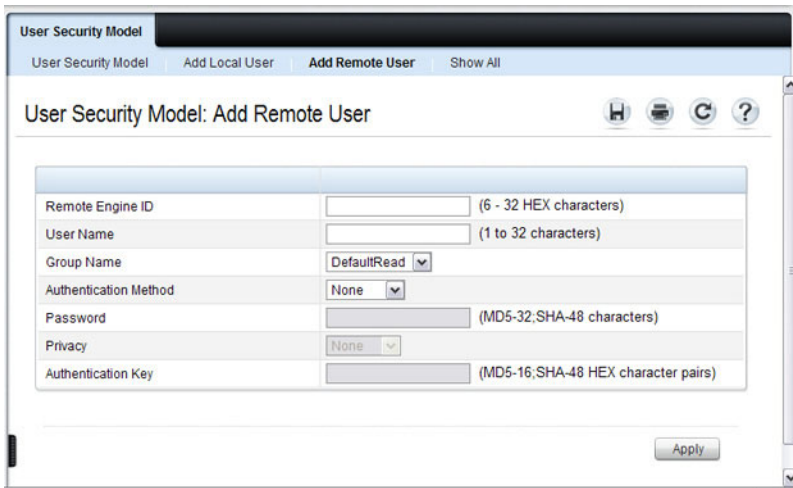 User Security Model
User Security Model Add Local User Add Remote User Show All
User Security Model: Add Remote User
Remote Engine ID (6 - 32 HEX characters)
User Name (1 to 32 characters)
Group Name DefaultRead
Authentication Method None
Password (MD5-32;SHA-48 characters)
Privacy None
Authentication Key (MD5-16;SHA-48 HEX character pairs)
Apply